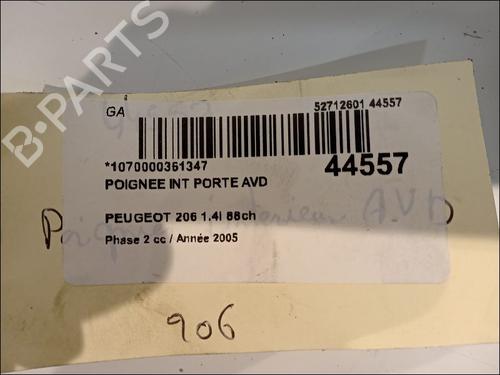 B-PARTS
GA
52712601 44557
*1070000361347
44557
POIGNEE INT PORTE AVD
PEUGEOT 206 1.4I 88ch
Phase 2 cc / Année 2005
A.V.D
906